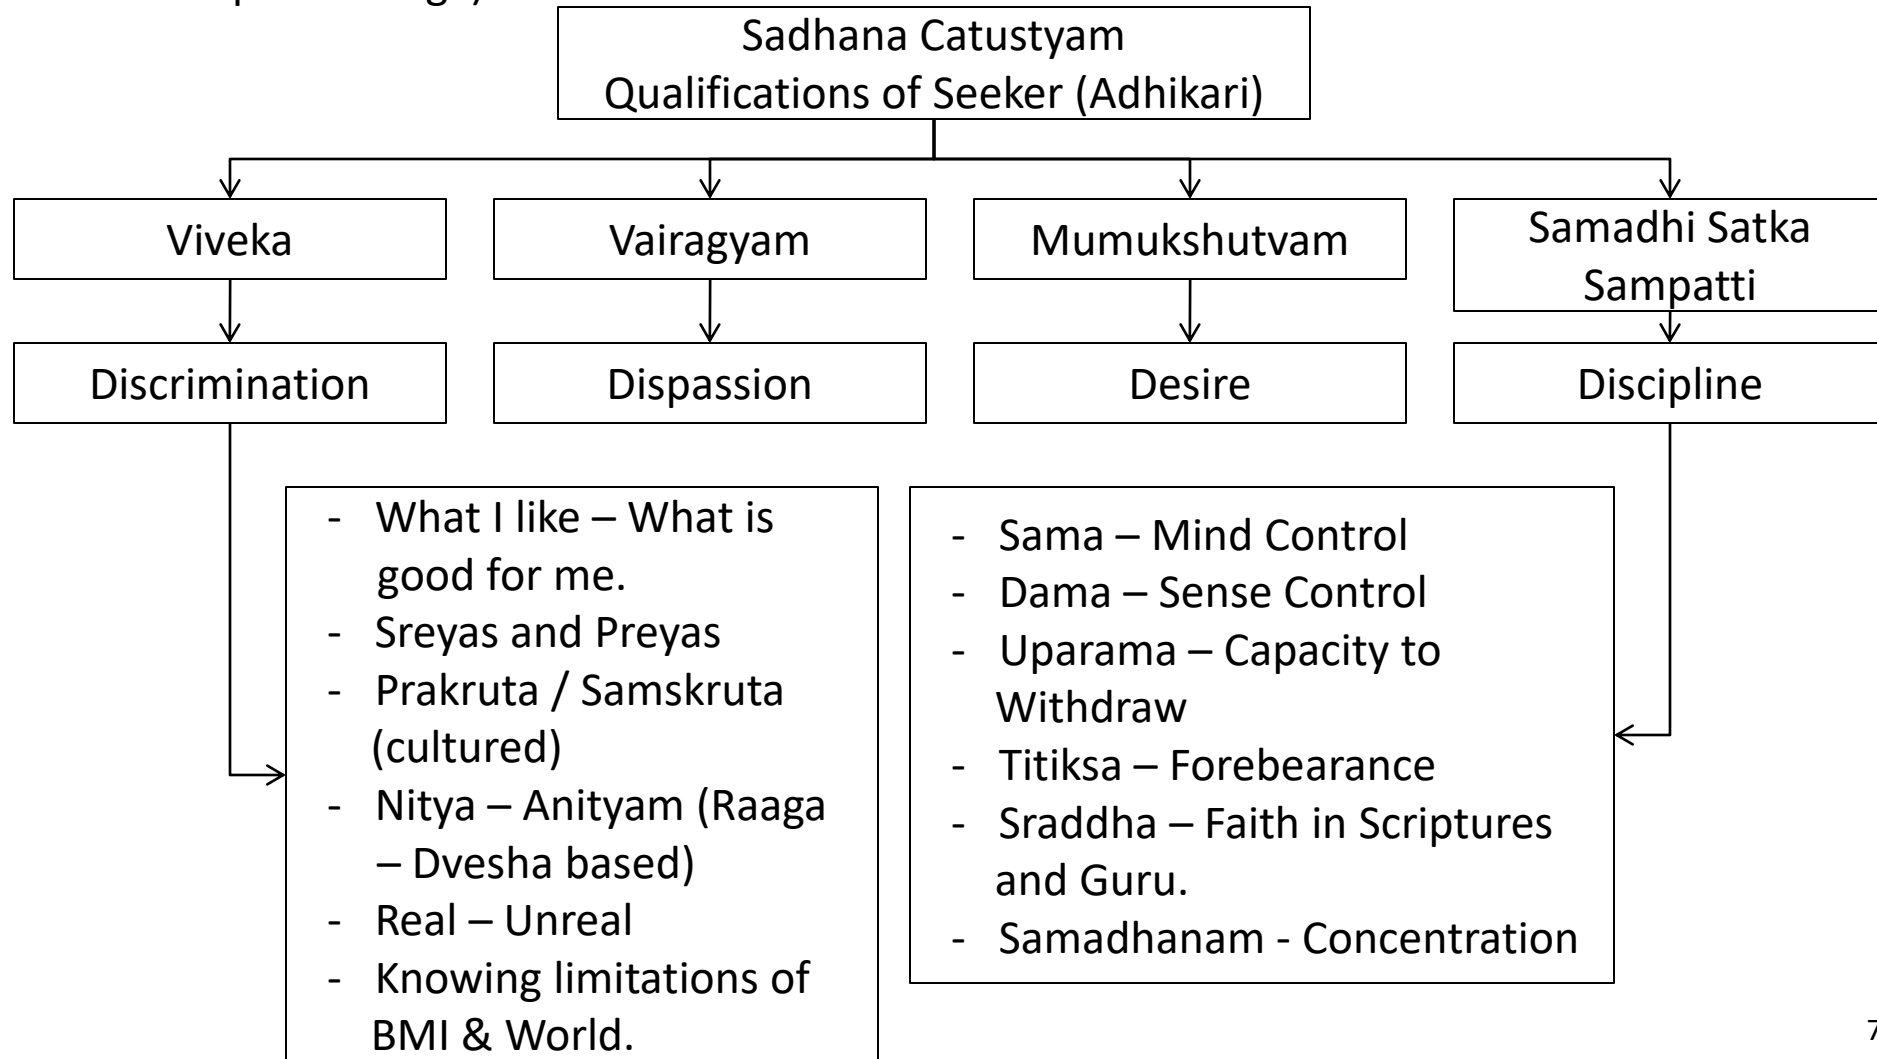 Sadhana Catustyam
Qualifications of Seeker (Adhikari)
Viveka
Vairagyam
Mumukshutvam
Samadhi Satka
Sampatti
Discrimination
Dispassion
Desire
Discipline
- What I like – What is
good for me.
- Sreyas and Preyas
- Prakruta / Samskruta
(cultured)
- Nitya – Anityam (Raaga
– Dvesha based)
- Real – Unreal
- Knowing limitations of
BMI & World.
- Sama – Mind Control
- Dama – Sense Control
- Uparama – Capacity to
Withdraw
- Titiksa – Forebearance
- Sraddha – Faith in Scriptures
and Guru.
- Samadhanam - Concentration
7